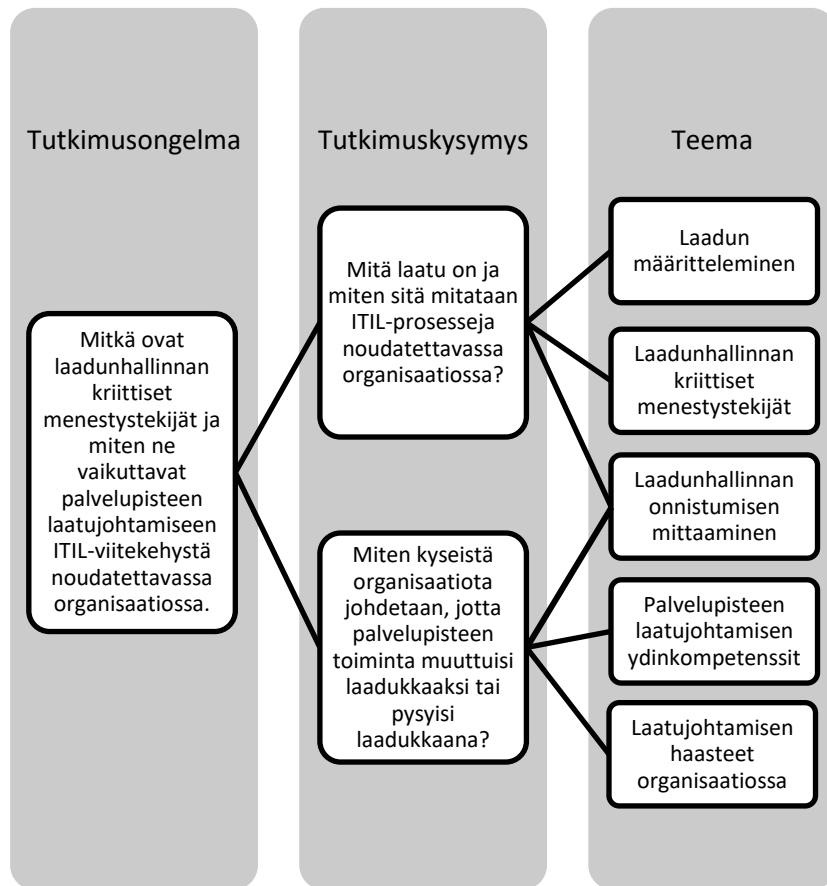 Tutkimusongelma
Mitkä ovat
laadunhallinnan
kriittiset
menestystekijät ja
miten ne
vaikuttavat
palvelupisteen
laatujohtamiseen
ITIL-viitekehystä
noudatettavassa
organisaatiossa.
Tutkimuskysymys
Mitä laatu on ja
miten sitä mitataan
ITIL-prosesseja
noudatettavassa
organisaatiossa?
Miten kyseistä
organisaatiota
johdetaan, jotta
palvelupisteen
toiminta muuttuisi
laadukkaaksi tai
pysyisi
laadukkaana?
Teema
Laadun
määritteleminen
Laadunhallinnan
kriittiset
menestystekijät
Laadunhallinnan
onnistumisen
mittaaminen
Palvelupisteen
laatujohtamisen
ydinkompetenssit
Laatujohtamisen
haasteet
organisaatiossa